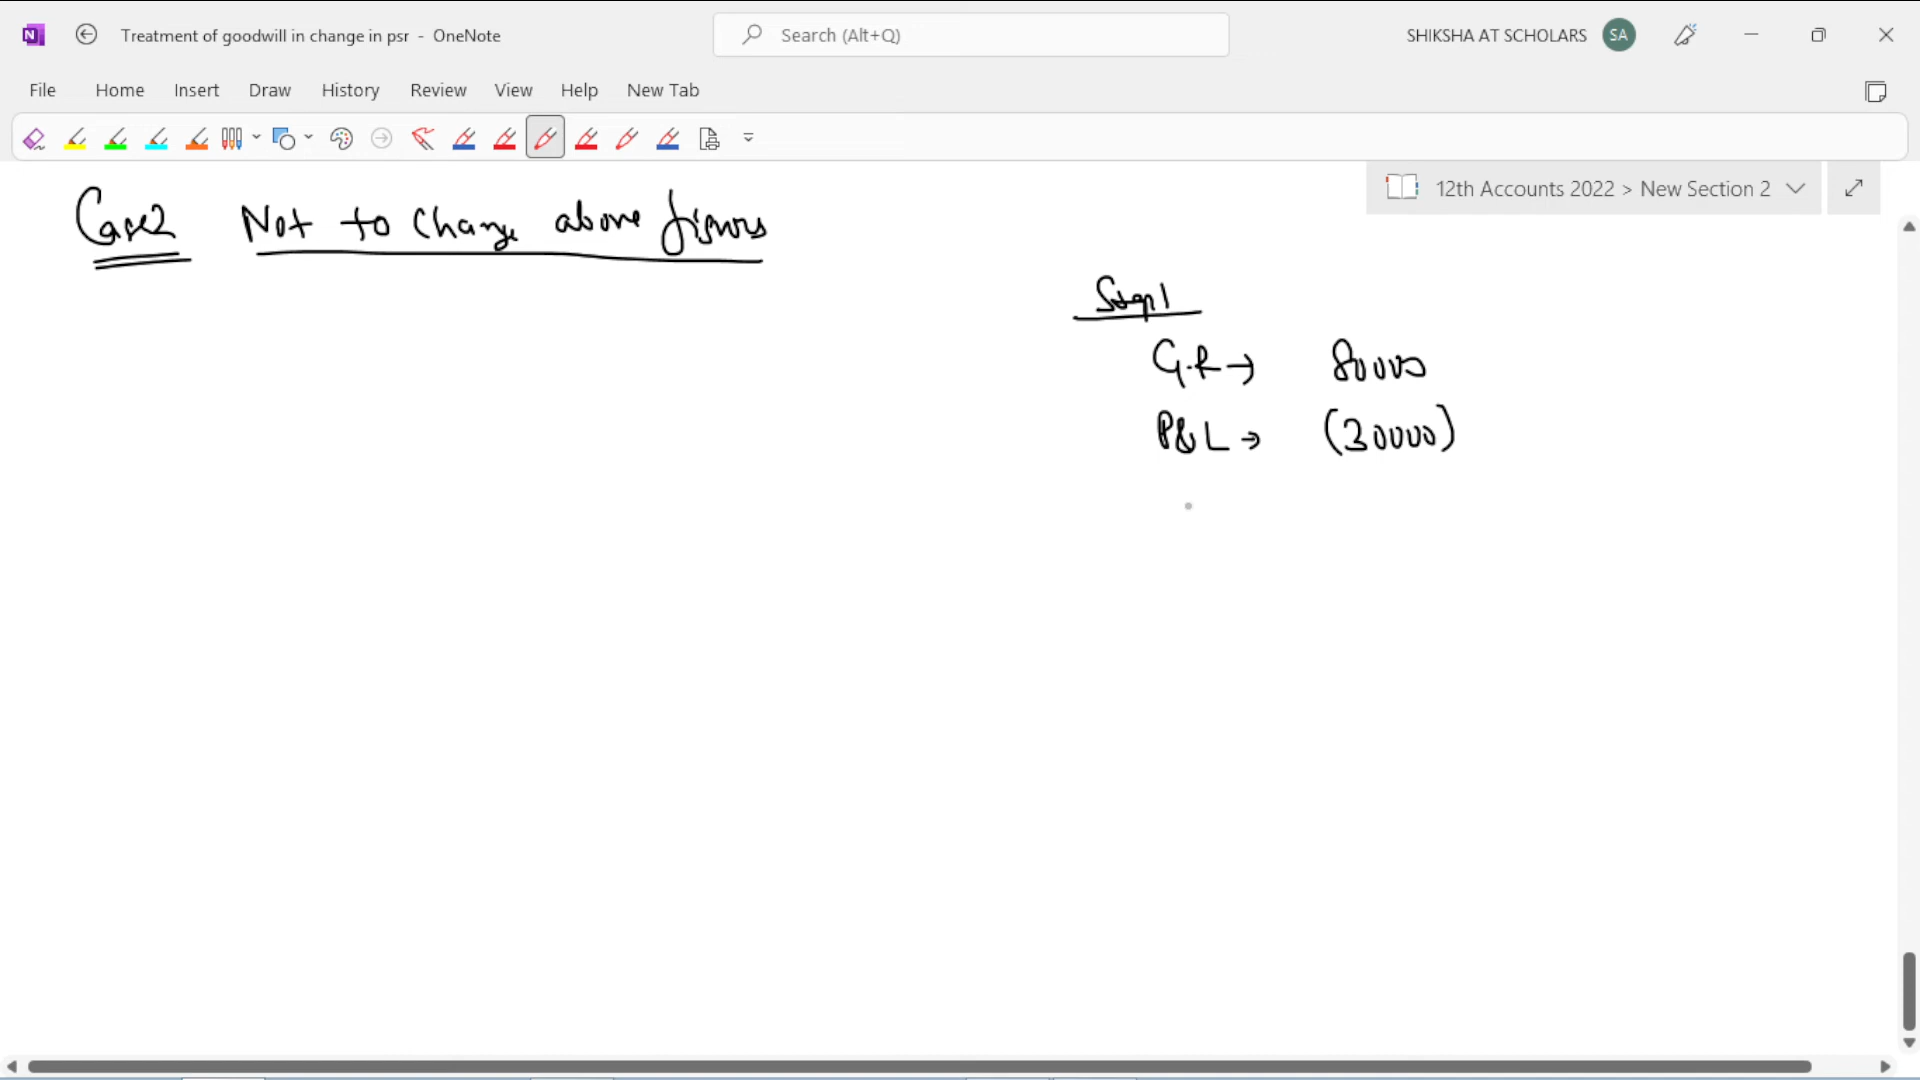 Treatment of goodwill in change in psr - OneNote
Search (Alt+Q)
SHIKSHA AT SCHOLARS SA
File Home Insert Draw History Review View Help New Tab
12th Accounts 2022 > New Section 2
Case2 Not to change above figures
Step1
G.R → 80000
P&L → (30000)